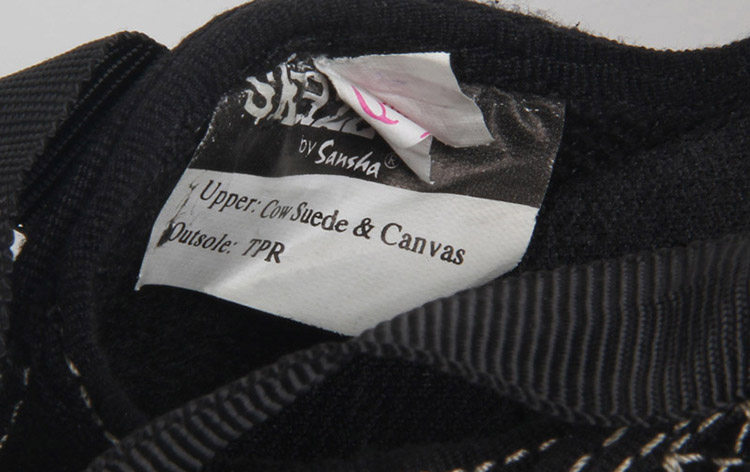 by Sansha®
Upper: Cow Suede & Canvas
Outsole: TPR